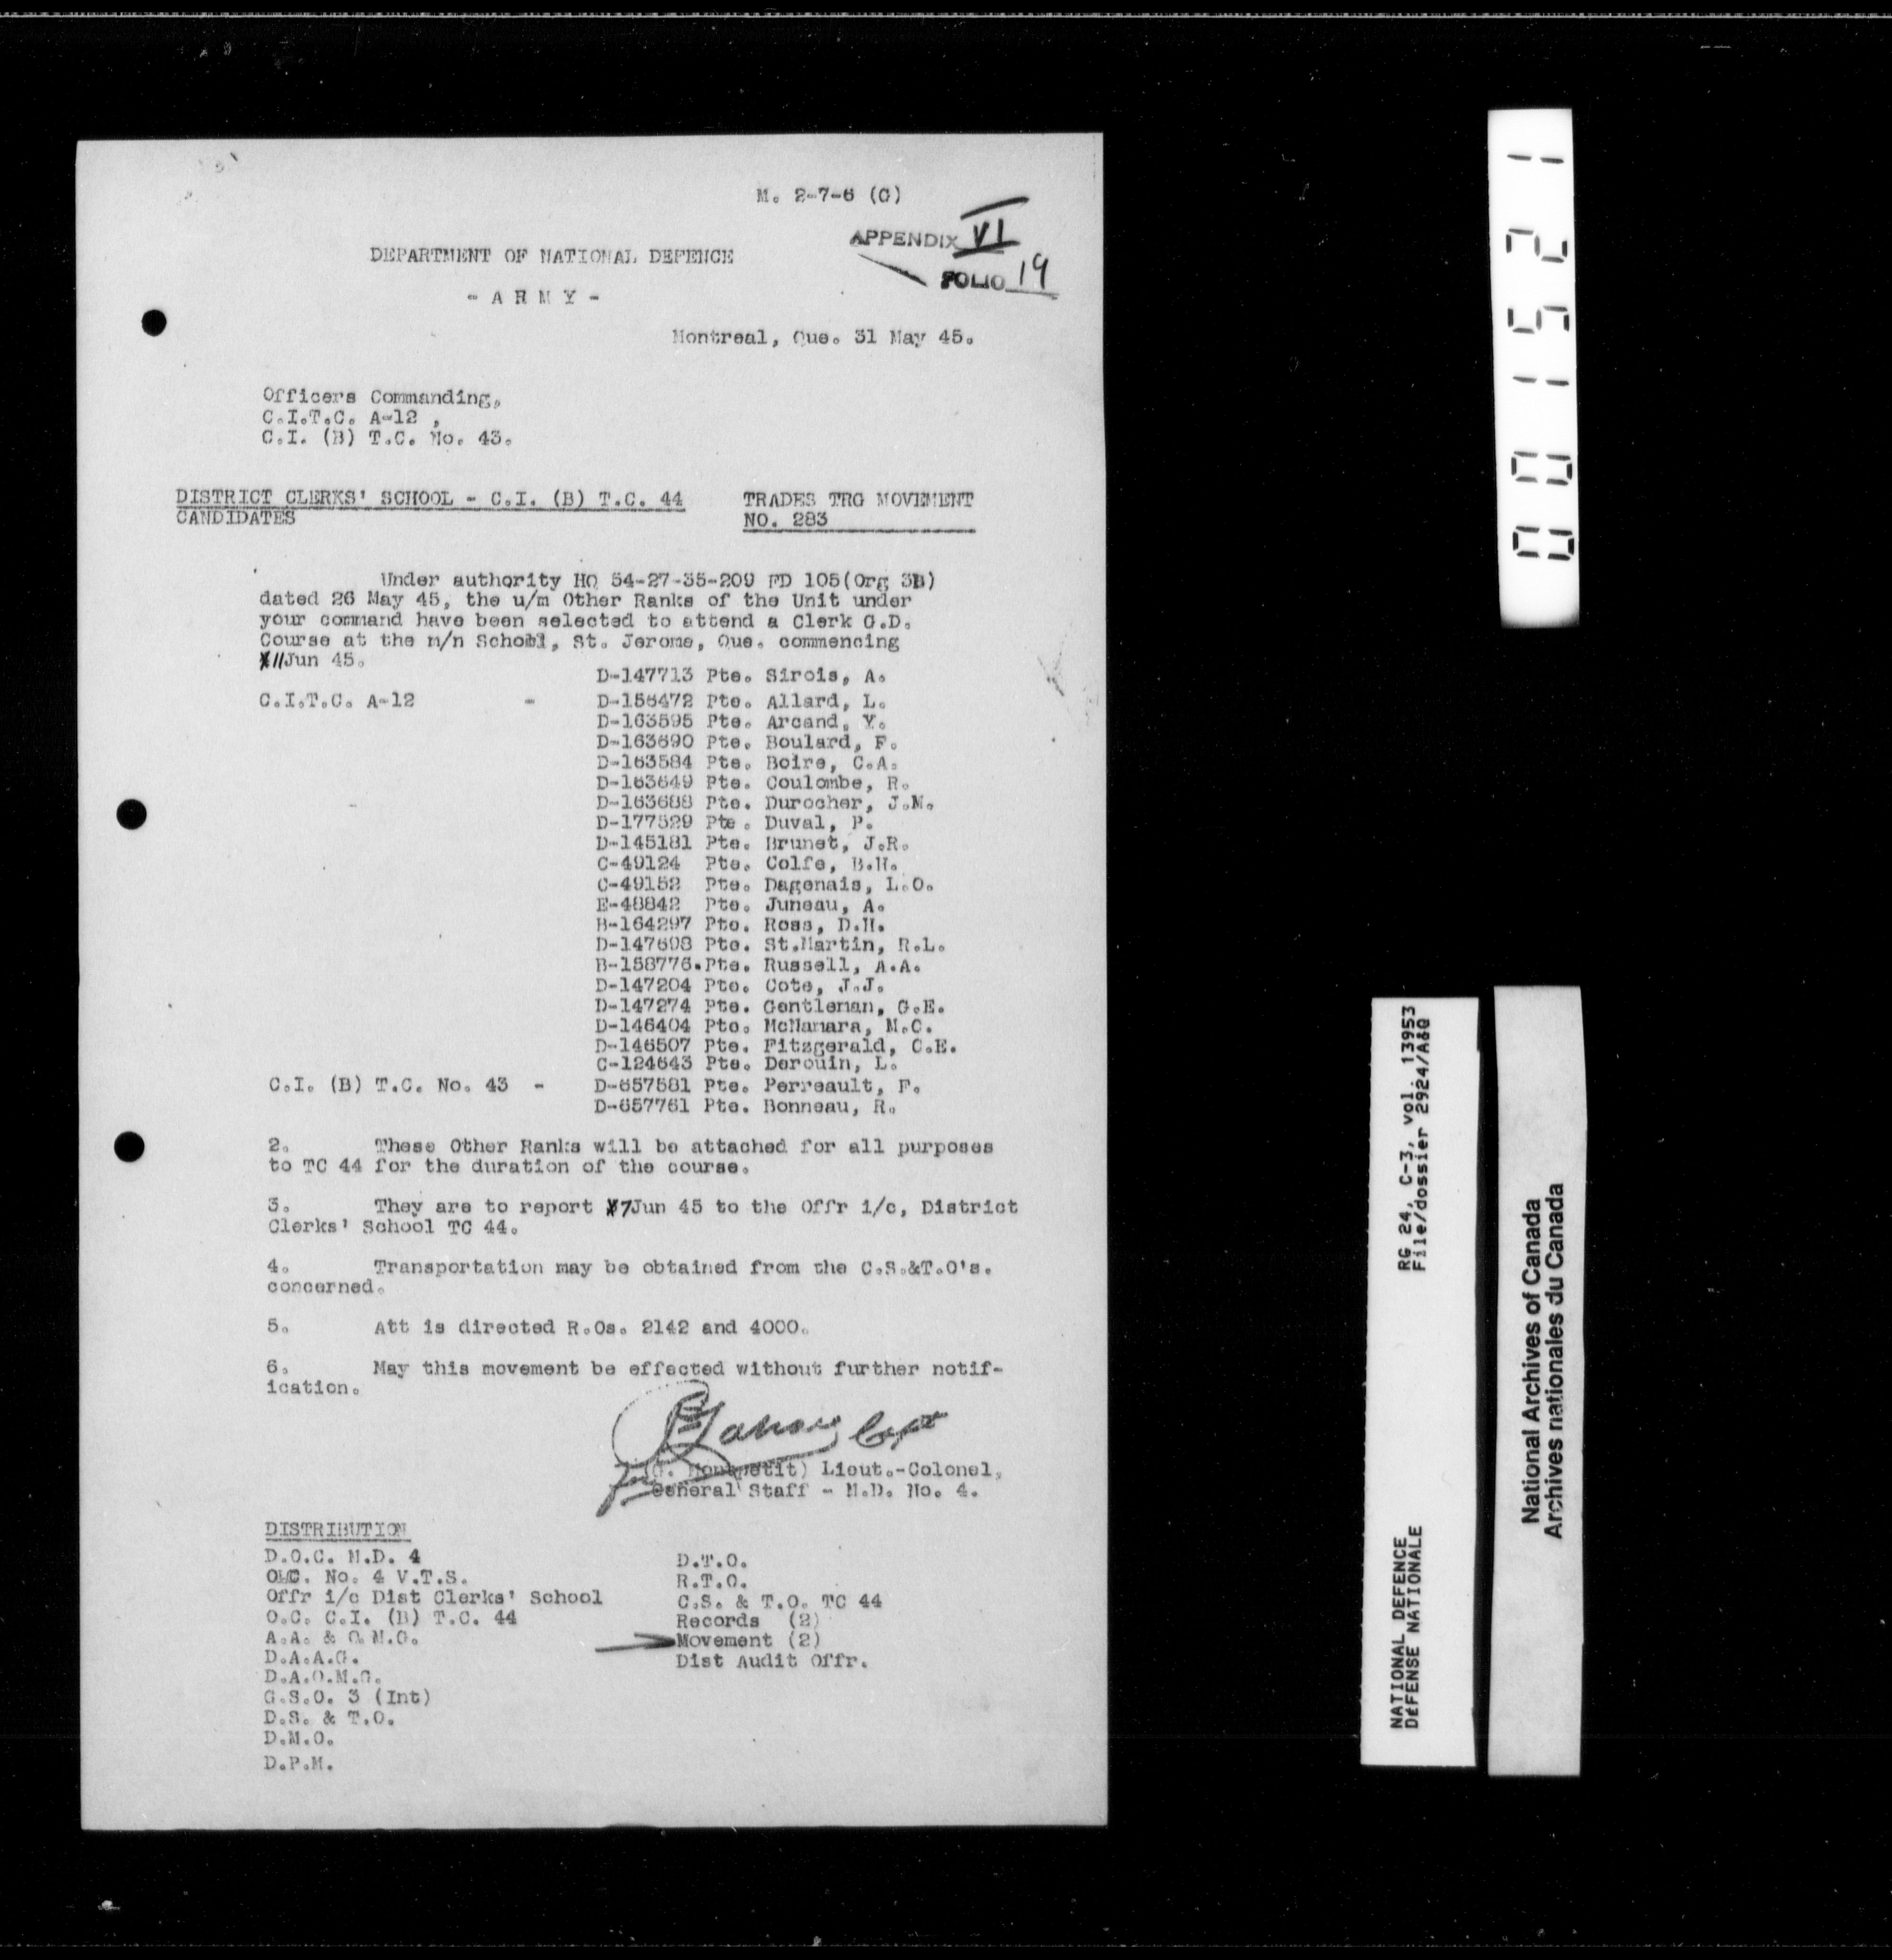 M. 2-7-6 (C)
APPENDIX VI
FOLIO 19
DEPARTMENT OF NATIONAL DEFENCE
- A R M Y -
Montreal, Que. 31 May 45.
Officers Commanding,
C.I.T.C. A-12 ,
C.I. (B) T.C. No. 43.
DISTRICT CLERKS' SCHOOL - C.I. (B) T.C. 44
CANDIDATES
TRADES TRG MOVEMENT
NO. 283
Under authority HQ 54-27-35-209 FD 105(Org 3B)
dated 26 May 45, the u/m Other Ranks of the Unit under
your command have been selected to attend a Clerk G.D.
Course at the m/n School, St. Jerome, Que. commencing
11 Jun 45.
D-147713 Pte. Sirois, A.
C.I.T.C. A-12 - D-156472 Pte. Allard, L.
D-163595 Pte. Arcand, Y.
D-163690 Pte. Boulard, F.
D-163584 Pte. Boire, C.A.
D-163649 Pte. Coulombe, R.
D-163688 Pte. Durocher, J.M.
D-177529 Pte. Duval, P.
D-145181 Pte. Brunet, J.R.
C-49124 Pte. Colfe, B.H.
C-49152 Pte. Dagenais, L.O.
E-48842 Pte. Juneau, A.
B-164297 Pte. Ross, D.H.
D-147698 Pte. St.Martin, R.L.
B-158776.Pte. Russell, A.A.
D-147204 Pte. Cote, J.J.
D-147274 Pte. Gentleman, G.E.
D-146404 Pte. McNamara, M.C.
D-146507 Pte. Fitzgerald, C.E.
C-124643 Pte. Derouin, L.
C.I. (B) T.C. No. 43 - D-657581 Pte. Perreault, F.
D-657761 Pte. Bonneau, R.
2. These Other Ranks will be attached for all purposes
to TC 44 for the duration of the course.
3. They are to report 7 Jun 45 to the Offr i/c, District
Clerks' School TC 44.
4. Transportation may be obtained from the C.S.&T.O's.
concerned.
5. Att is directed R.Os. 2142 and 4000.
6. May this movement be effected without further notif-
ication.
Capt
for (G. Montpetit) Lieut.-Colonel,
General Staff - M.D. No. 4.
DISTRIBUTION
D.O.C. M.D. 4
O.C. No. 4 V.T.S.
Offr i/c Dist Clerks' School
O.C. C.I. (B) T.C. 44
A.A. & Q.M.G.
D.A.A.G.
D.A.Q.M.G.
G.S.O. 3 (Int)
D.S. & T.O.
D.M.O.
D.P.M.
D.T.O.
R.T.O.
C.S. & T.O. TC 44
Records (2)
Movement (2)
Dist Audit Offr.
001521
NATIONAL DEFENCE
DÉFENSE NATIONALE
RG 24, C-3, vol. 13953
File/dossier 2924/A&Q
National Archives of Canada
Archives nationales du Canada